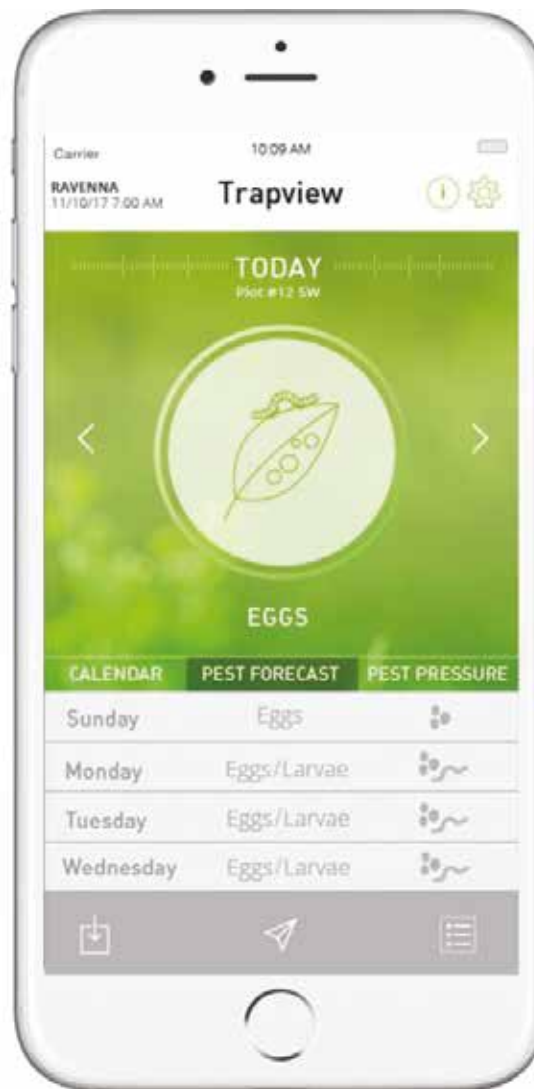 Carrier 10:09 AM
RAVENNA Trapview
11/10/17 7:00 AM
TODAY
Plot #12 SW
EGGS
CALENDAR PEST FORECAST PEST PRESSURE
Sunday Eggs
Monday Eggs/Larvae
Tuesday Eggs/Larvae
Wednesday Eggs/Larvae